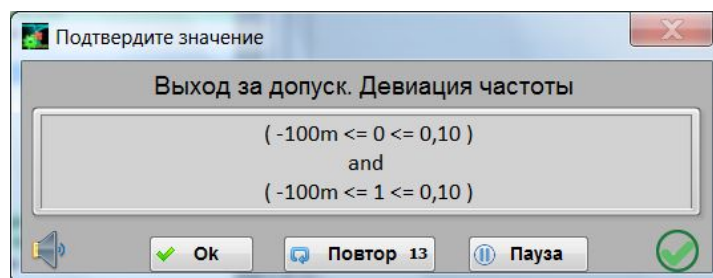 Подтвердите значение
Выход за допуск. Девиация частоты
( -100m <= 0 <= 0,10 )
and
( -100m <= 1 <= 0,10 )
Ok Повтор 13 Пауза